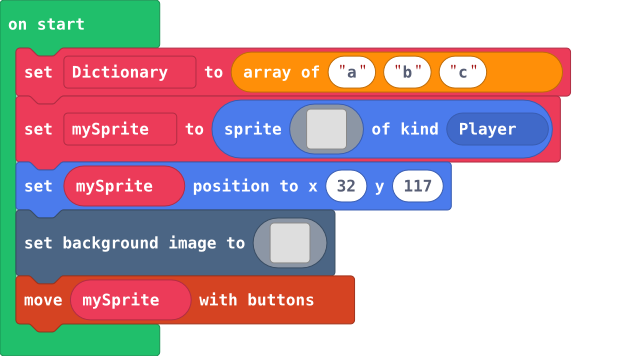 on start
set Dictionary to array of "a" "b" "c"
set mySprite to sprite of kind Player
set mySprite position to x 32 y 117
set background image to
move mySprite with buttons